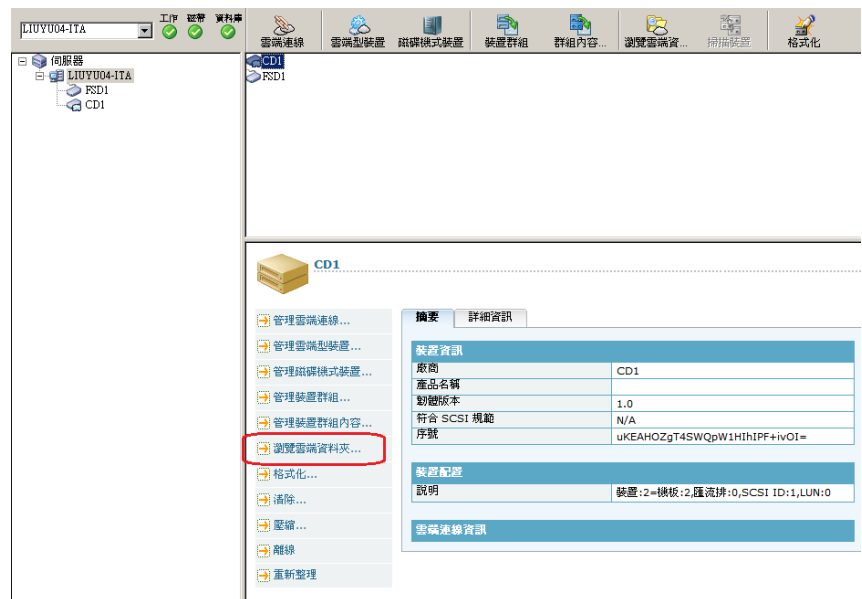 LIUYU04-ITA
工作 磁帶 資料庫
雲端連線 雲端型裝置 磁碟機式裝置 裝置群組 群組內容... 瀏覽雲端資... 掃描裝置 格式化
伺服器
LIUYU04-ITA
FSD1
CD1
CD1
FSD1
CD1
管理雲端連線...
管理雲端型裝置...
管理磁碟機式裝置...
管理裝置群組...
管理裝置群組內容...
瀏覽雲端資料夾...
格式化...
清除...
壓縮...
離線
重新整理
摘要 詳細資訊
裝置資訊
廠商 CD1
產品名稱
韌體版本 1.0
符合 SCSI 規範 N/A
序號 uKEAHOZgT4SWQpW1HIhIPF+ivOI=
裝置配置
說明 裝置:2=機板:2,匯流排:0,SCSI ID:1,LUN:0
雲端連線資訊